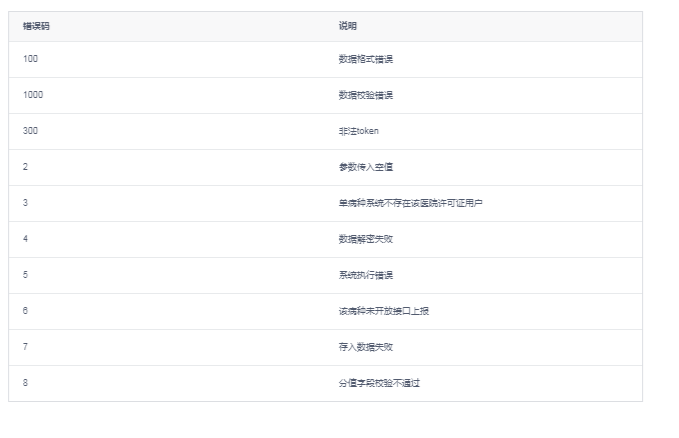 错误码 说明
100 数据格式错误
1000 数据校验错误
300 非法token
2 参数传入空值
3 单病种系统不存在该医院许可证用户
4 数据解密失败
5 系统执行错误
6 该病种未开放接口上报
7 存入数据失败
8 分值字段校验不通过